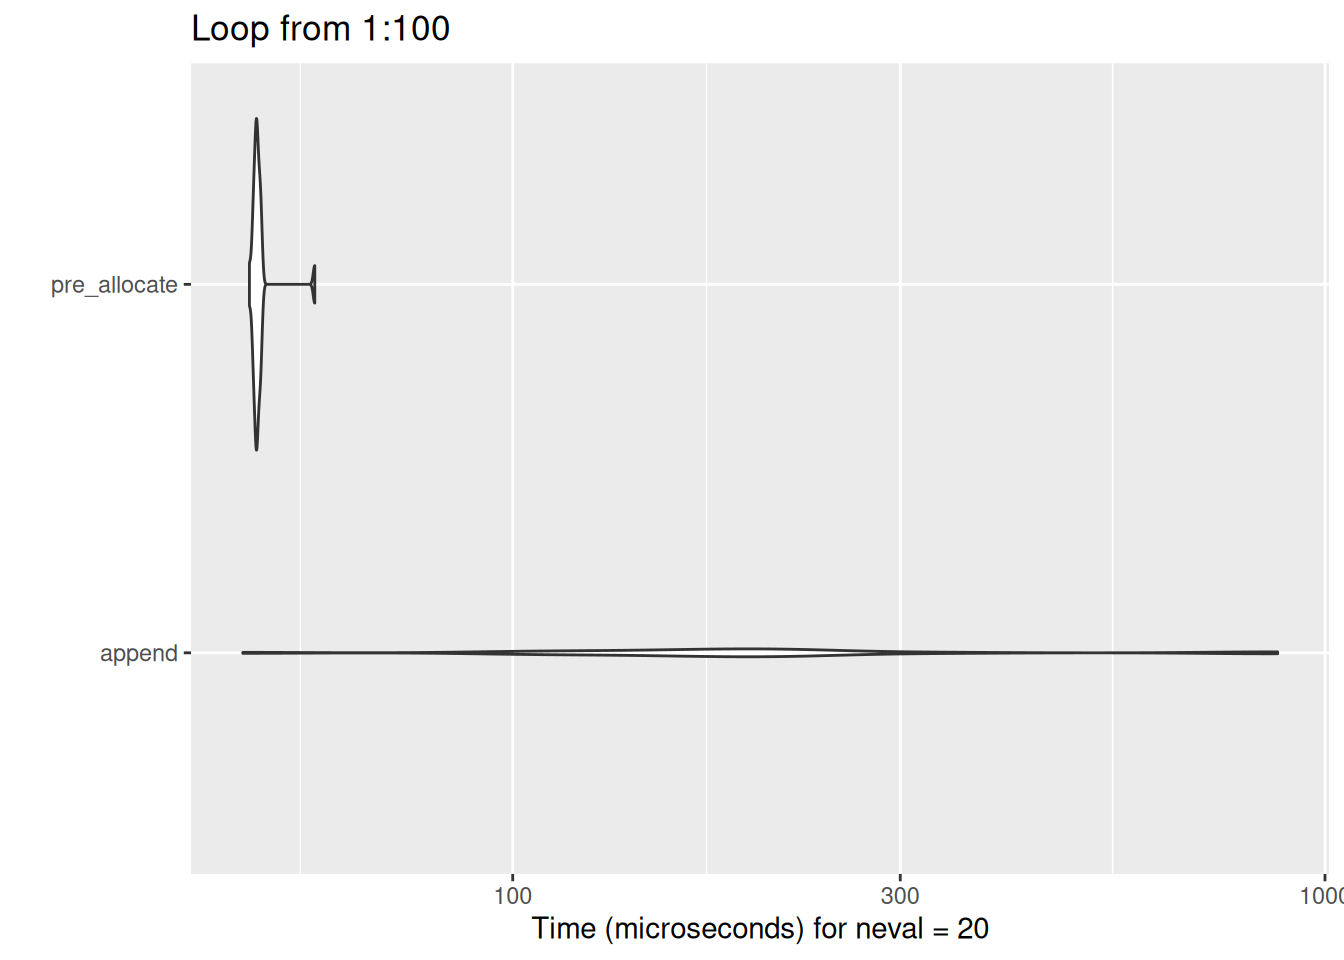 Loop from 1:100
pre_allocate
append
100 300 1000
Time (microseconds) for neval = 20